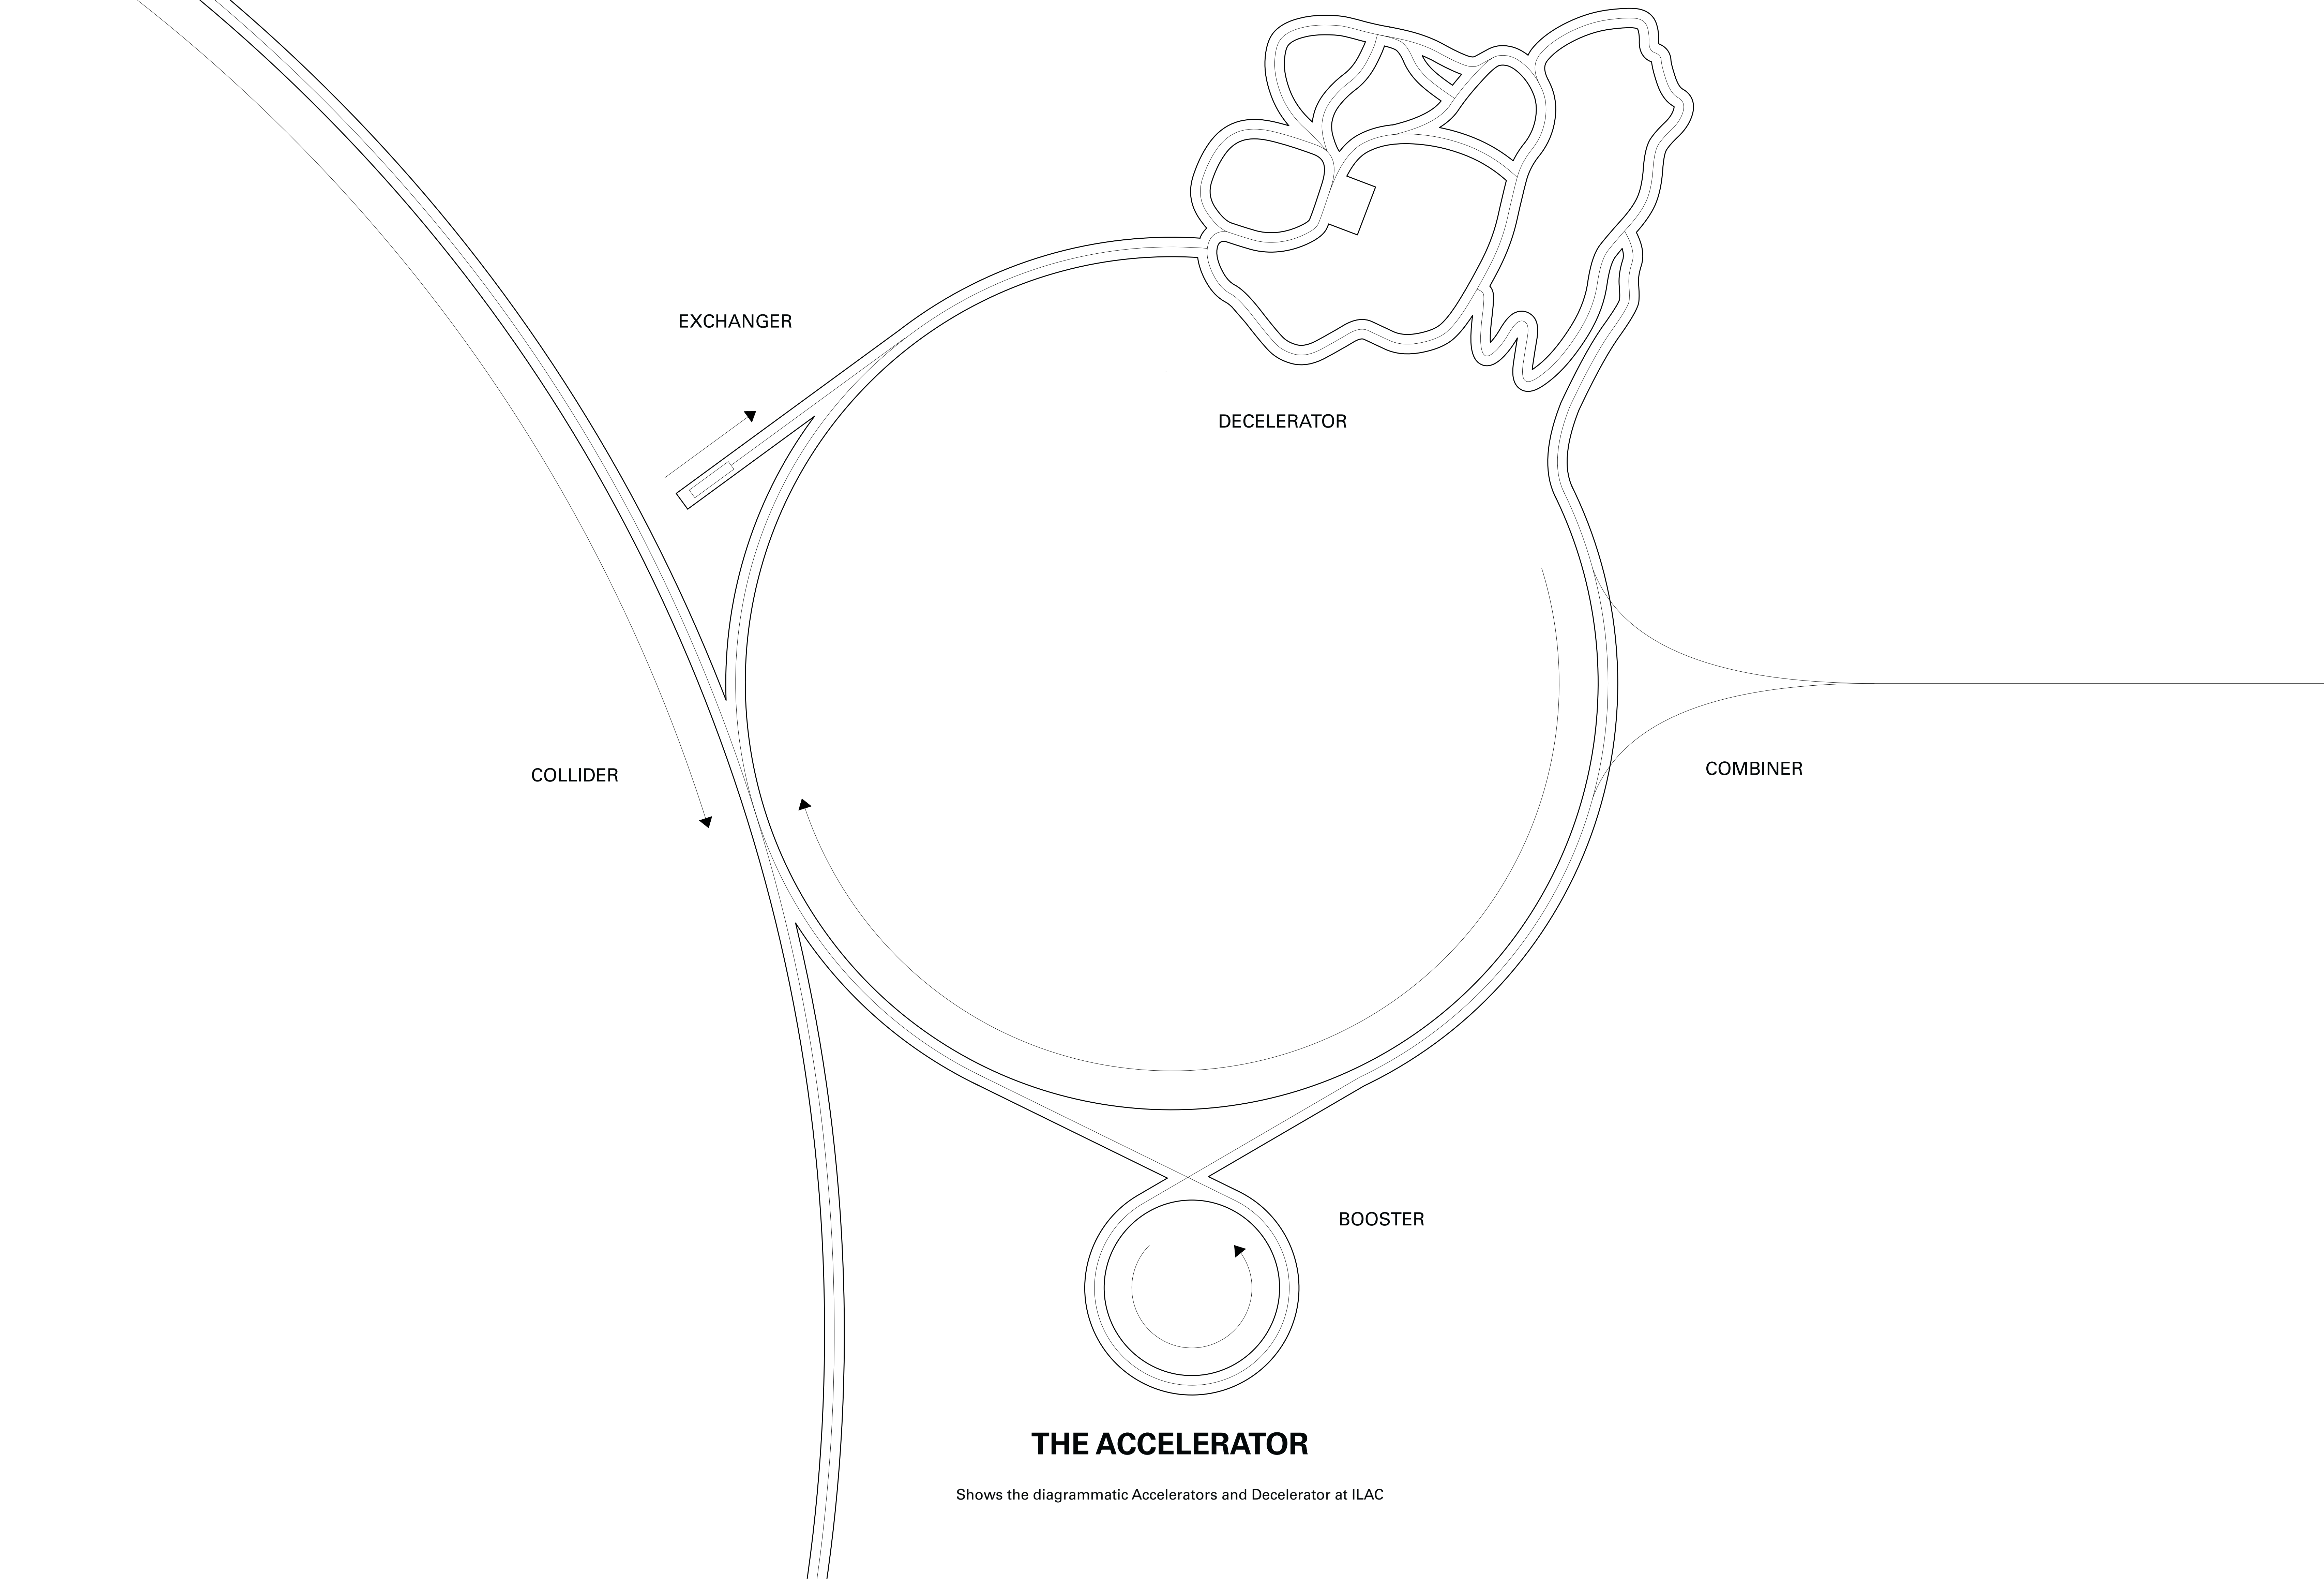 EXCHANGER
DECELERATOR
COLLIDER
COMBINER
BOOSTER
THE ACCELERATOR
Shows the diagrammatic Accelerators and Decelerator at ILAC